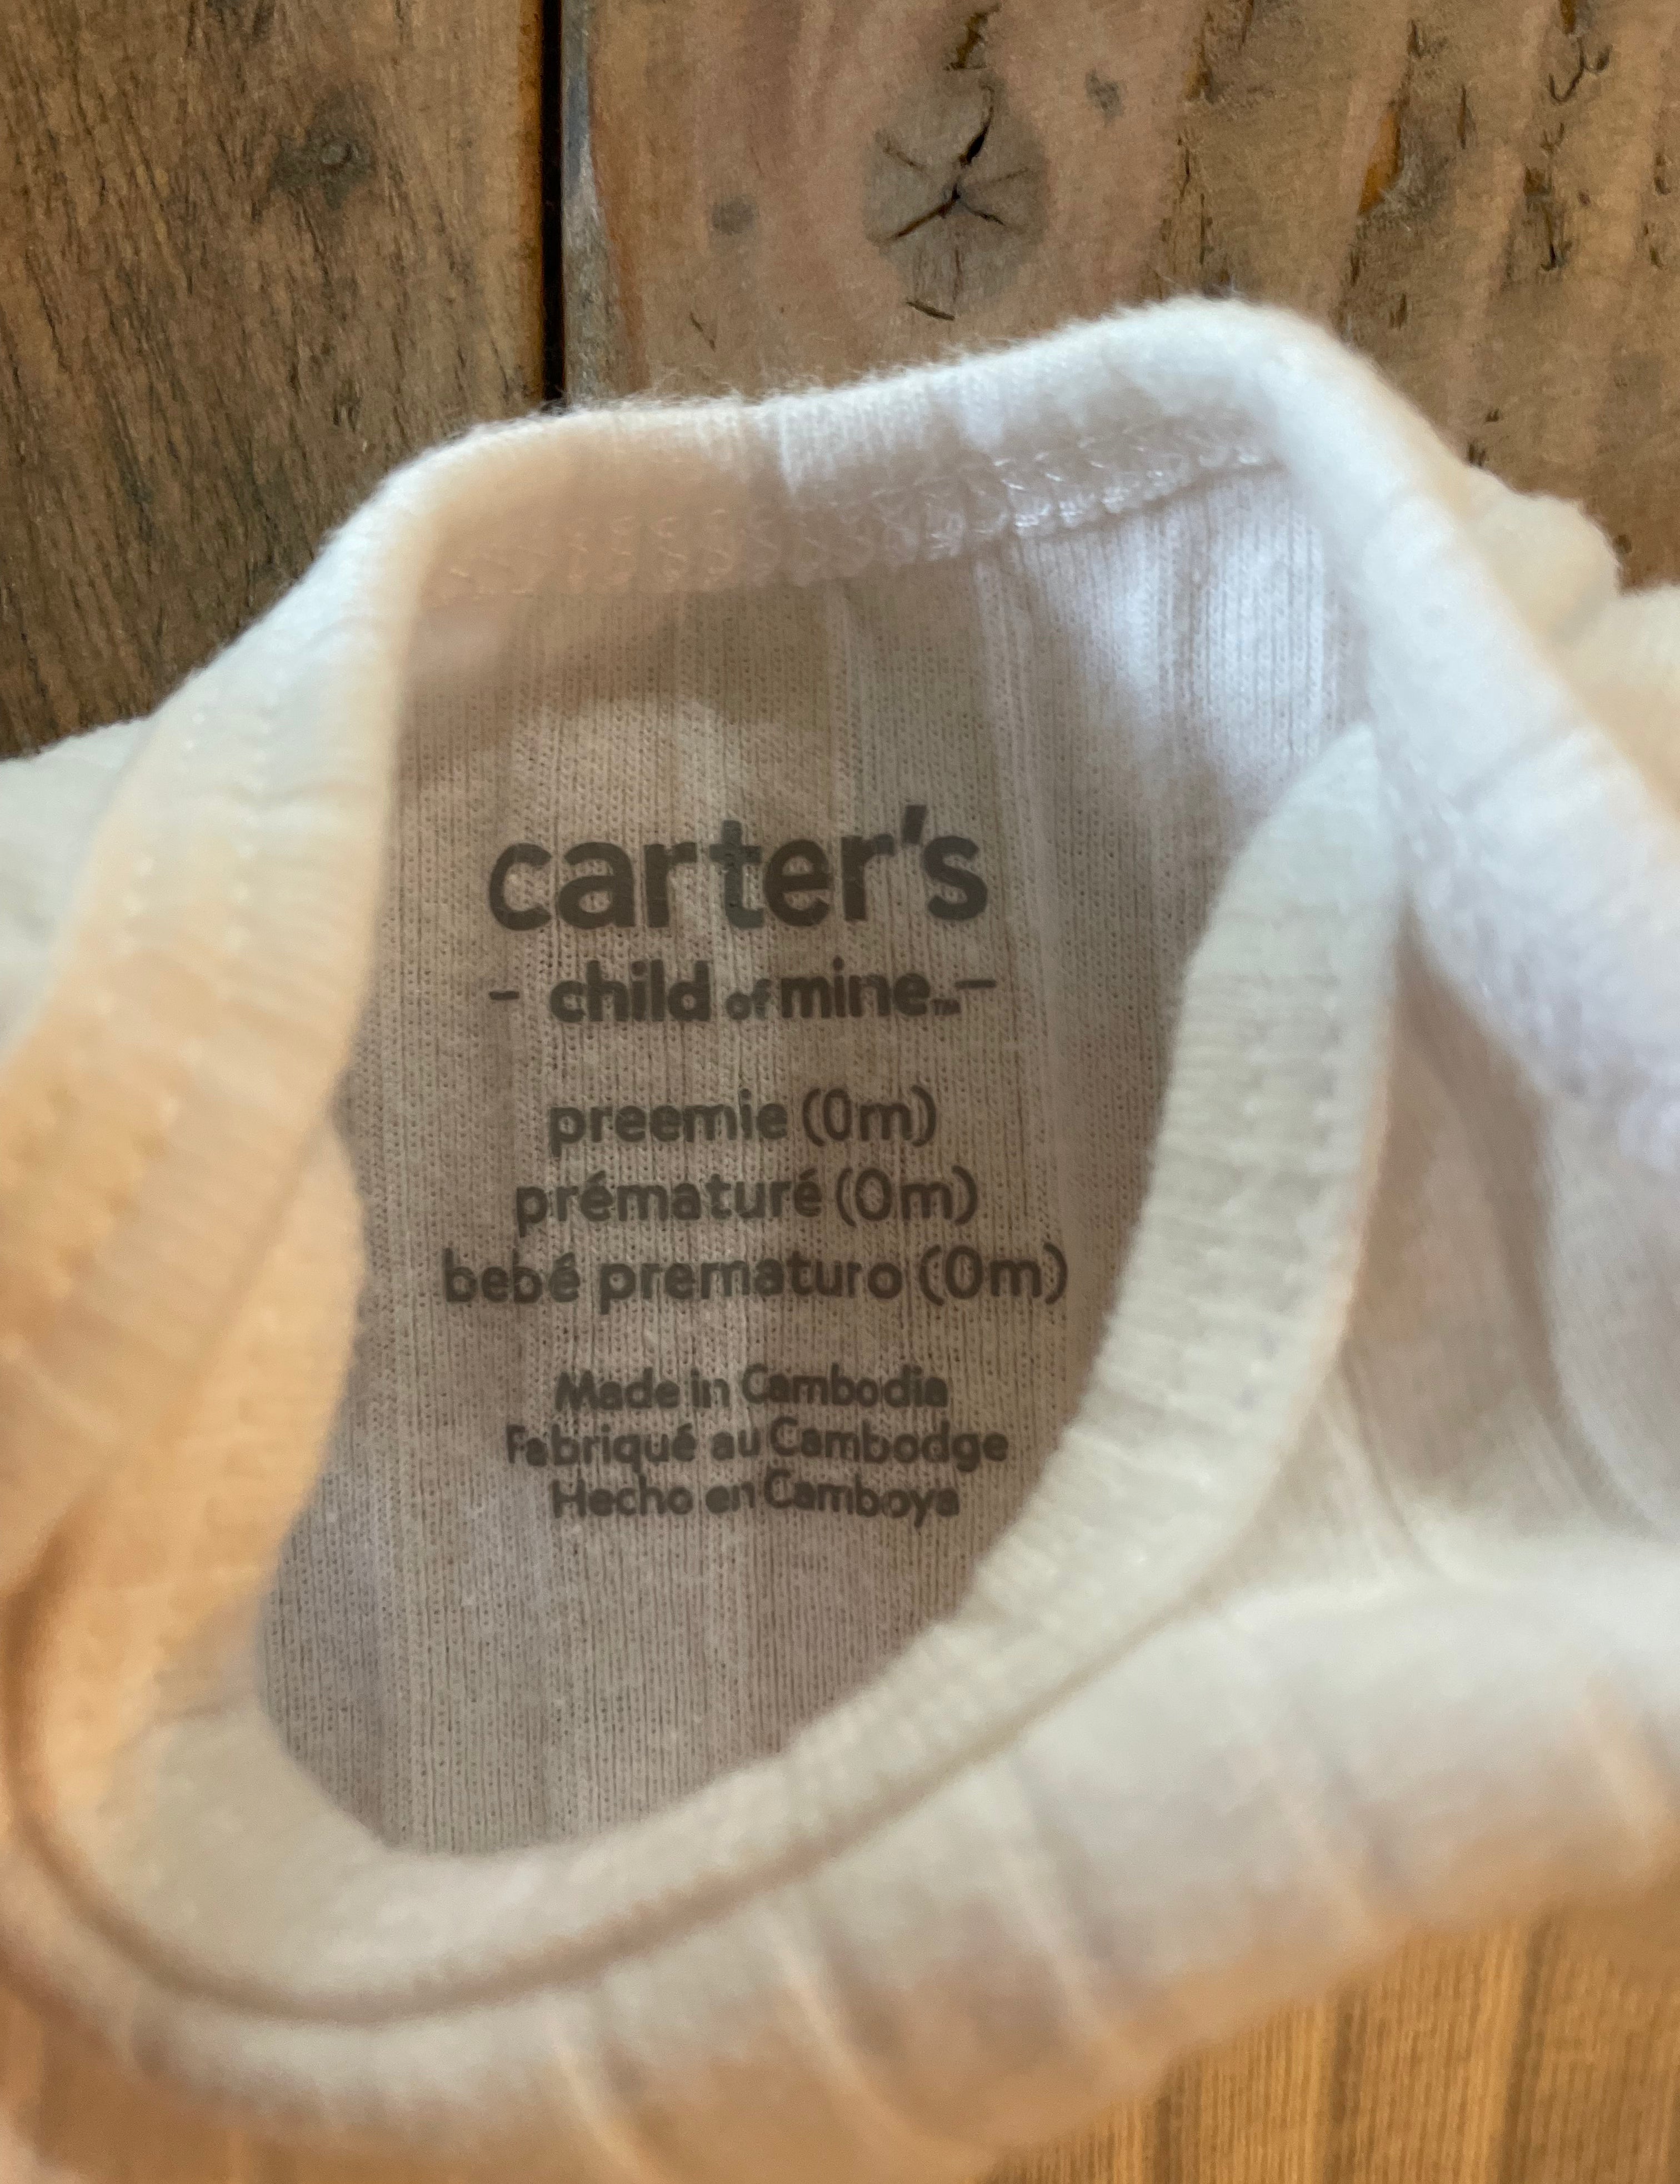 carter's
- child of mine™ -
preemie (0m)
prématuré (0m)
bebé prematuro (0m)
Made in Cambodia
Fabriqué au Cambodge
Hecho en Camboya